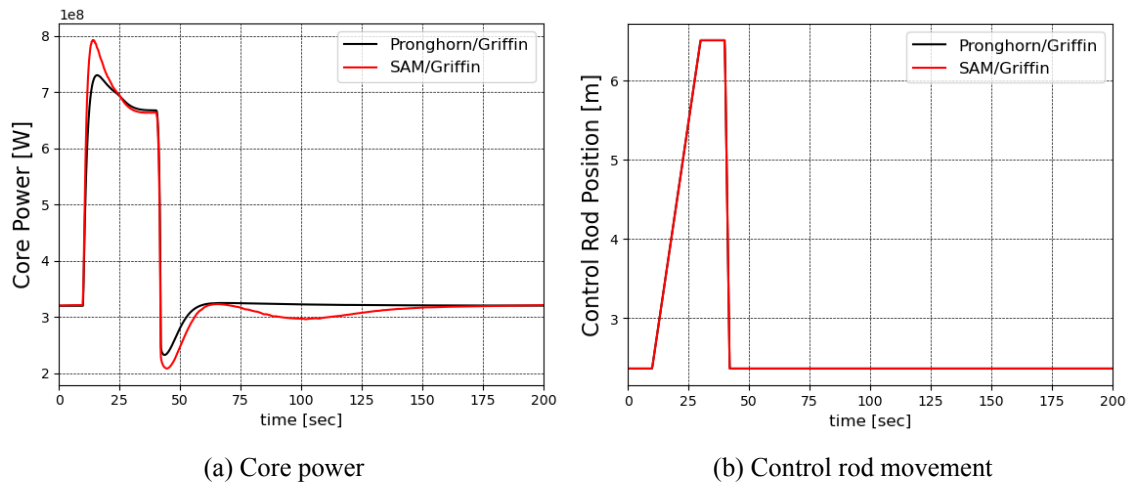 1e8
Pronghorn/Griffin
SAM/Griffin
Core Power [W]
8
7
6
5
4
3
2
0 25 50 75 100 125 150 175 200
time [sec]
(a) Core power
Pronghorn/Griffin
SAM/Griffin
Control Rod Position [m]
6
5
4
3
0 25 50 75 100 125 150 175 200
time [sec]
(b) Control rod movement